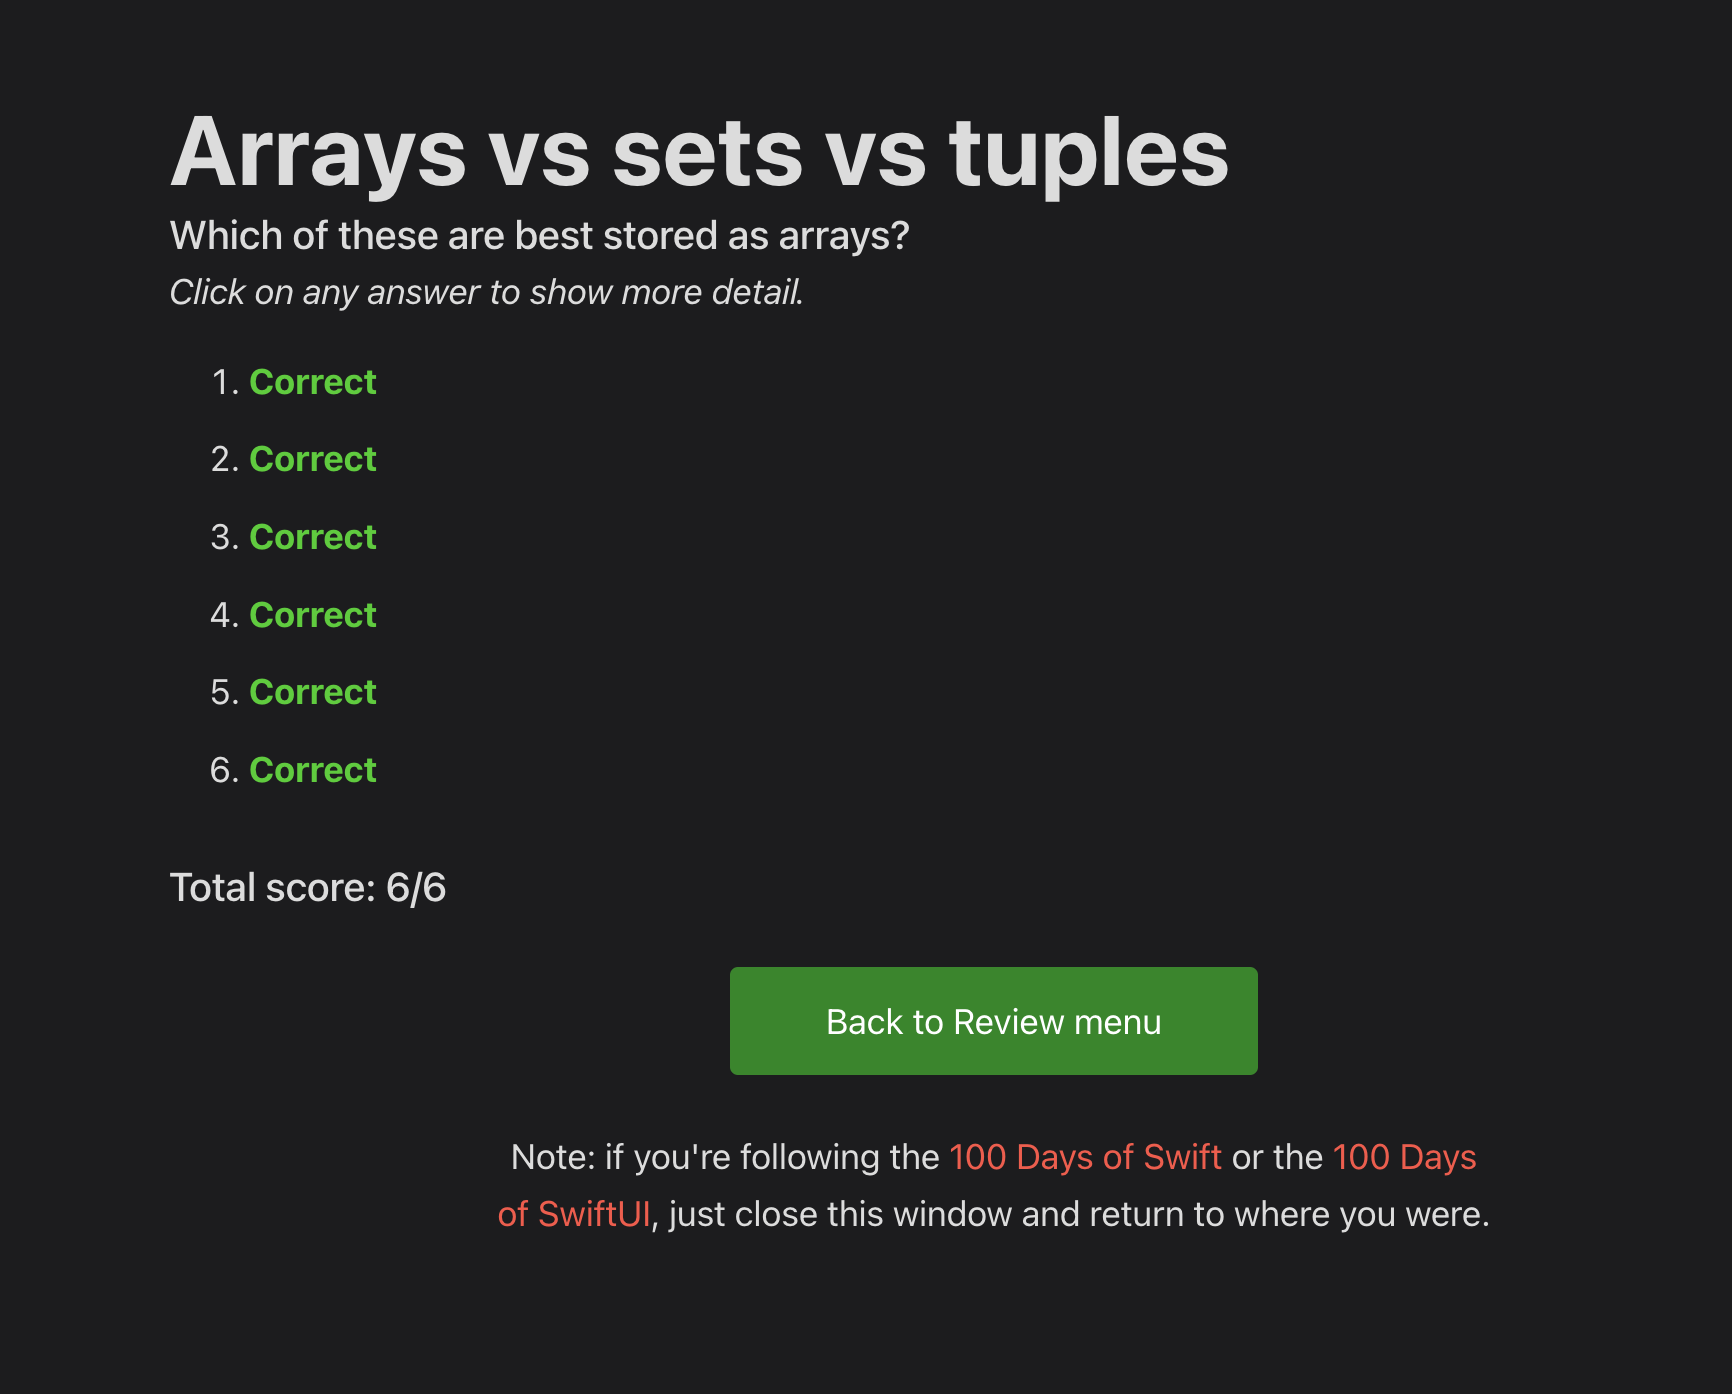 Arrays vs sets vs tuples
Which of these are best stored as arrays?
Click on any answer to show more detail.
1. Correct
2. Correct
3. Correct
4. Correct
5. Correct
6. Correct
Total score: 6/6
Back to Review menu
Note: if you're following the 100 Days of Swift or the 100 Days
of SwiftUI, just close this window and return to where you were.